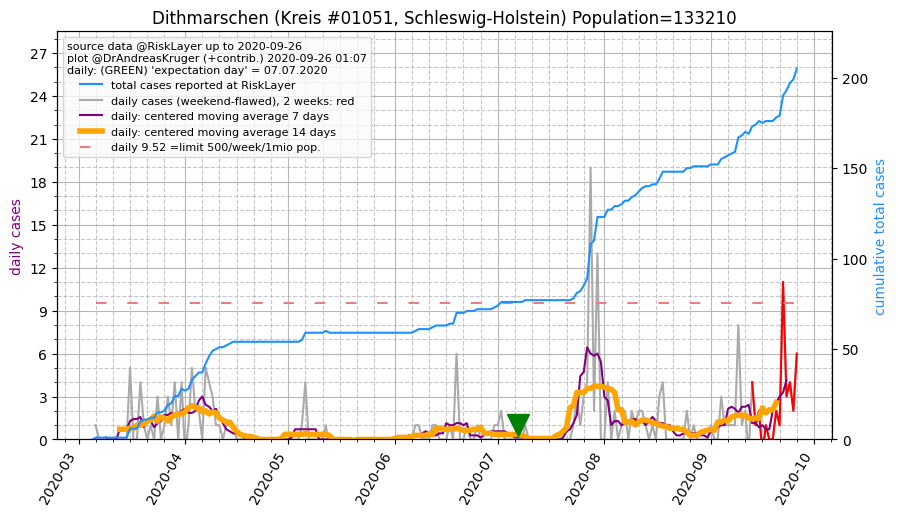 Dithmarschen (Kreis #01051, Schleswig-Holstein) Population=133210
source data @RiskLayer up to 2020-09-26
plot @DrAndreasKruger (+contrib.) 2020-09-26 01:07
daily: (GREEN) 'expectation day' = 07.07.2020
total cases reported at RiskLayer
daily cases (weekend-flawed), 2 weeks: red
daily: centered moving average 7 days
daily: centered moving average 14 days
daily 9.52 =limit 500/week/1mio pop.
daily cases
27
24
21
18
15
12
9
6
3
0
cumulative total cases
200
150
100
50
0
2020-03
2020-04
2020-05
2020-06
2020-07
2020-08
2020-09
2020-10